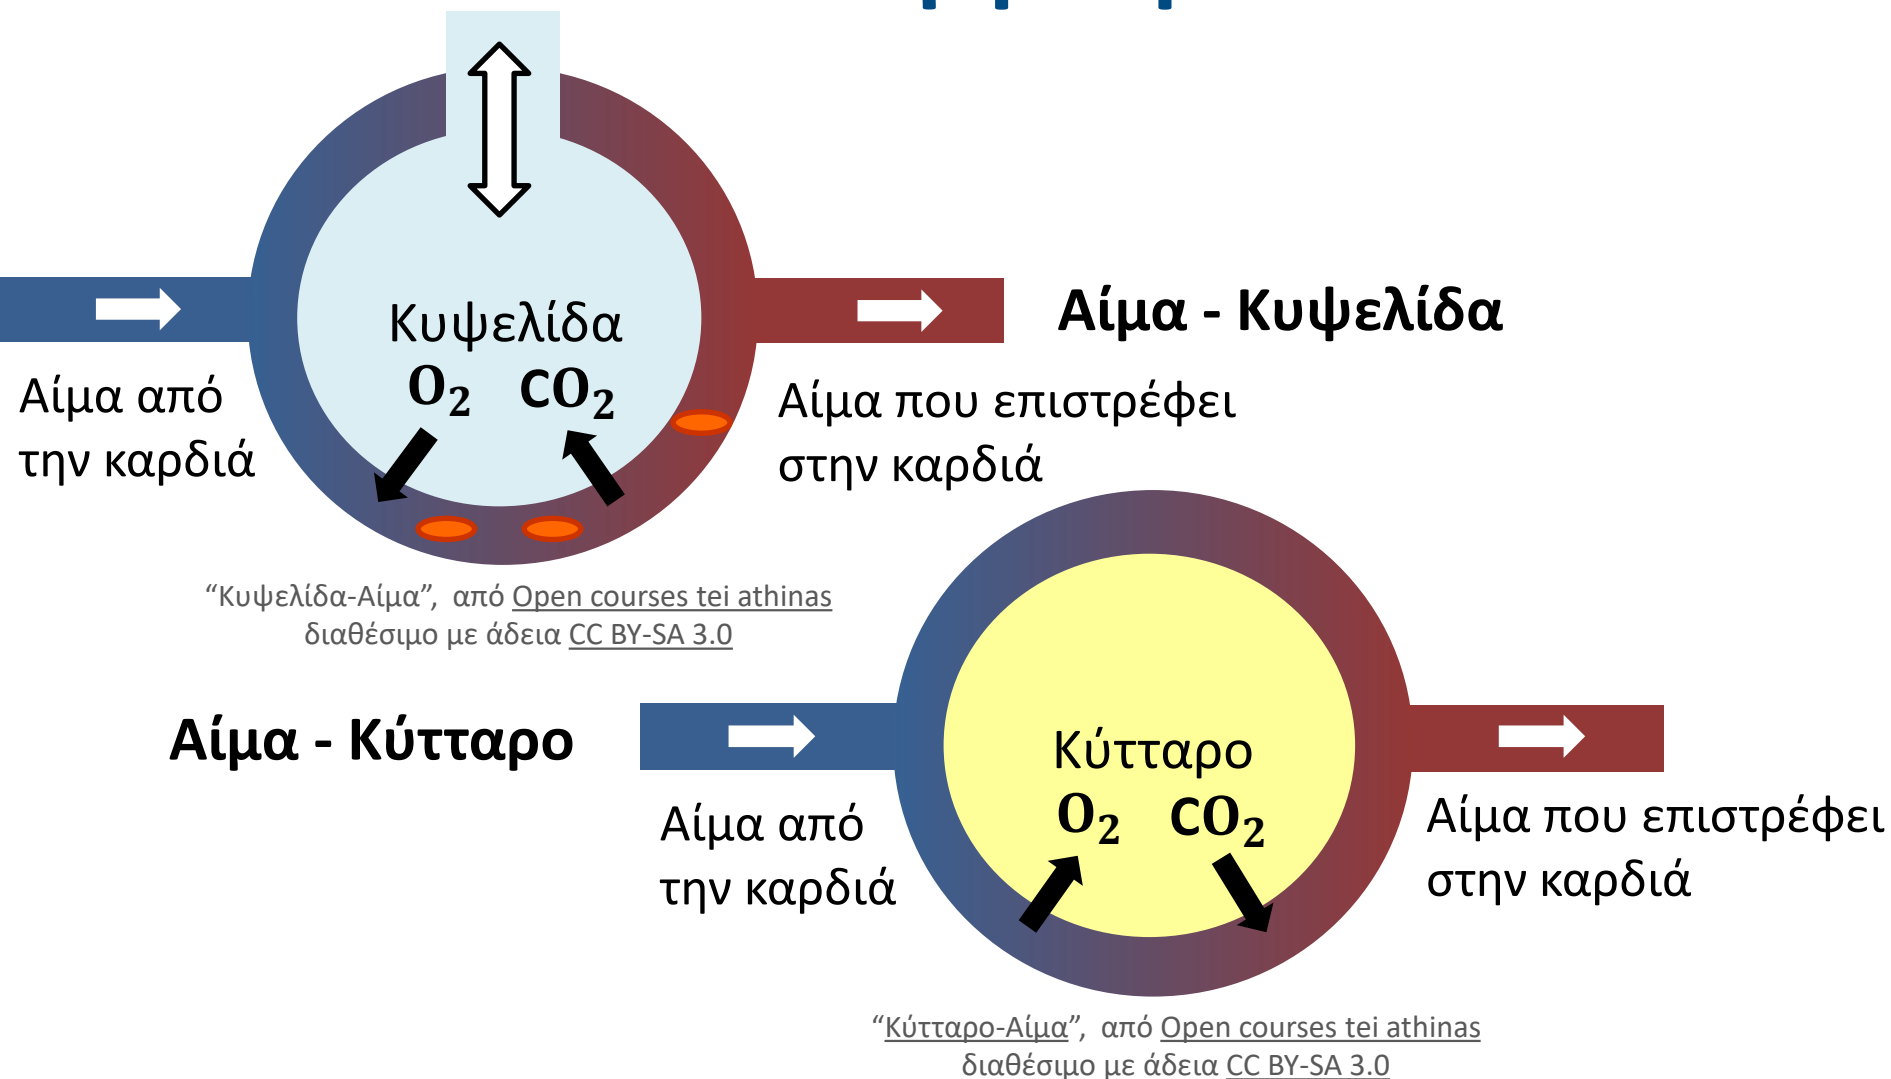 Κυψελίδα
O₂ CO₂
Αίμα - Κυψελίδα
Αίμα από
την καρδιά
Αίμα που επιστρέφει
στην καρδιά
“Κυψελίδα-Αίμα”, από Open courses tei athinas
διαθέσιμο με άδεια CC BY-SA 3.0
Αίμα - Κύτταρο
Κύτταρο
O₂ CO₂
Αίμα από
την καρδιά
Αίμα που επιστρέφει
στην καρδιά
“Κύτταρο-Αίμα”, από Open courses tei athinas
διαθέσιμο με άδεια CC BY-SA 3.0